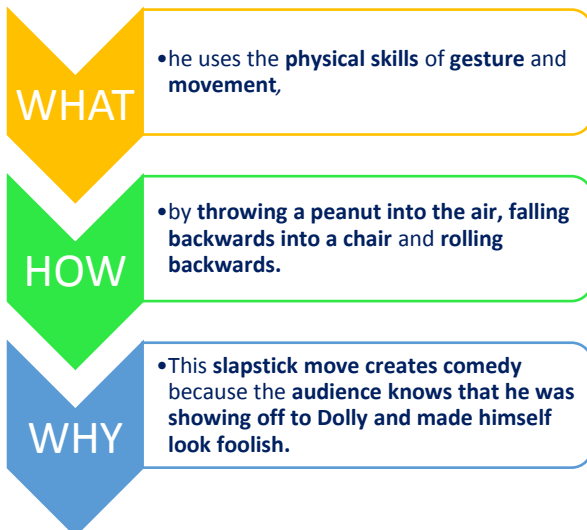 WHAT
•he uses the physical skills of gesture and
movement,
HOW
•by throwing a peanut into the air, falling
backwards into a chair and rolling
backwards.
WHY
•This slapstick move creates comedy
because the audience knows that he was
showing off to Dolly and made himself
look foolish.